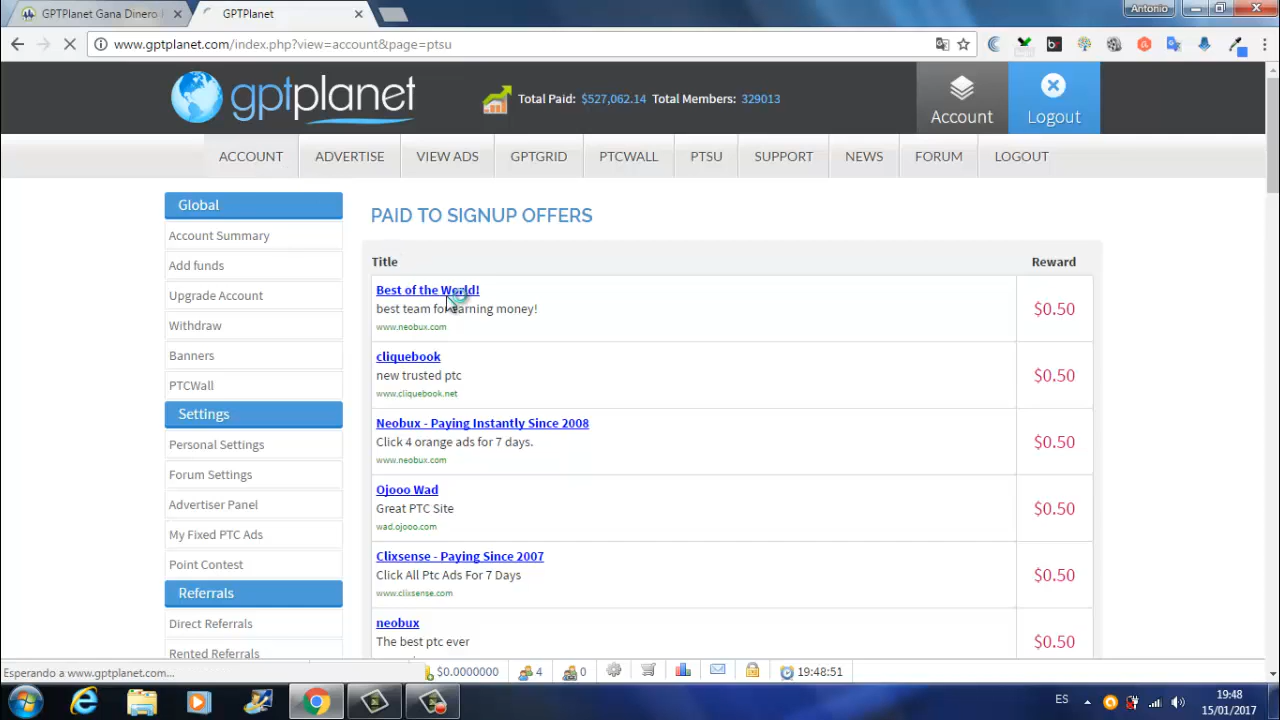 GPTPlanet Gana Dinero
GPTPlanet
Antonio
www.gptplanet.com/index.php?view=account&page=ptsu
gptplanet
Total Paid: $527,062.14 Total Members: 329013
Account
Logout
ACCOUNT ADVERTISE VIEW ADS GPTGRID PTCWALL PTSU SUPPORT NEWS FORUM LOGOUT
Global
Account Summary
Add funds
Upgrade Account
Withdraw
Banners
PTCWall
Settings
Personal Settings
Forum Settings
Advertiser Panel
My Fixed PTC Ads
Point Contest
Referrals
Direct Referrals
Rented Referrals
PAID TO SIGNUP OFFERS
Title Reward
Best of the World!
best team for earning money!
www.neobux.com
$0.50
cliquebook
new trusted ptc
www.cliquebook.net
$0.50
Neobux - Paying Instantly Since 2008
Click 4 orange ads for 7 days.
www.neobux.com
$0.50
Ojooo Wad
Great PTC Site
wad.ojooo.com
$0.50
Clixsense - Paying Since 2007
Click All Ptc Ads For 7 Days
www.clixsense.com
$0.50
neobux
The best ptc ever
$0.50
Esperando a www.gptplanet.com...
$0.0000000 4 0 19:48:51
ES
19:48
15/01/2017